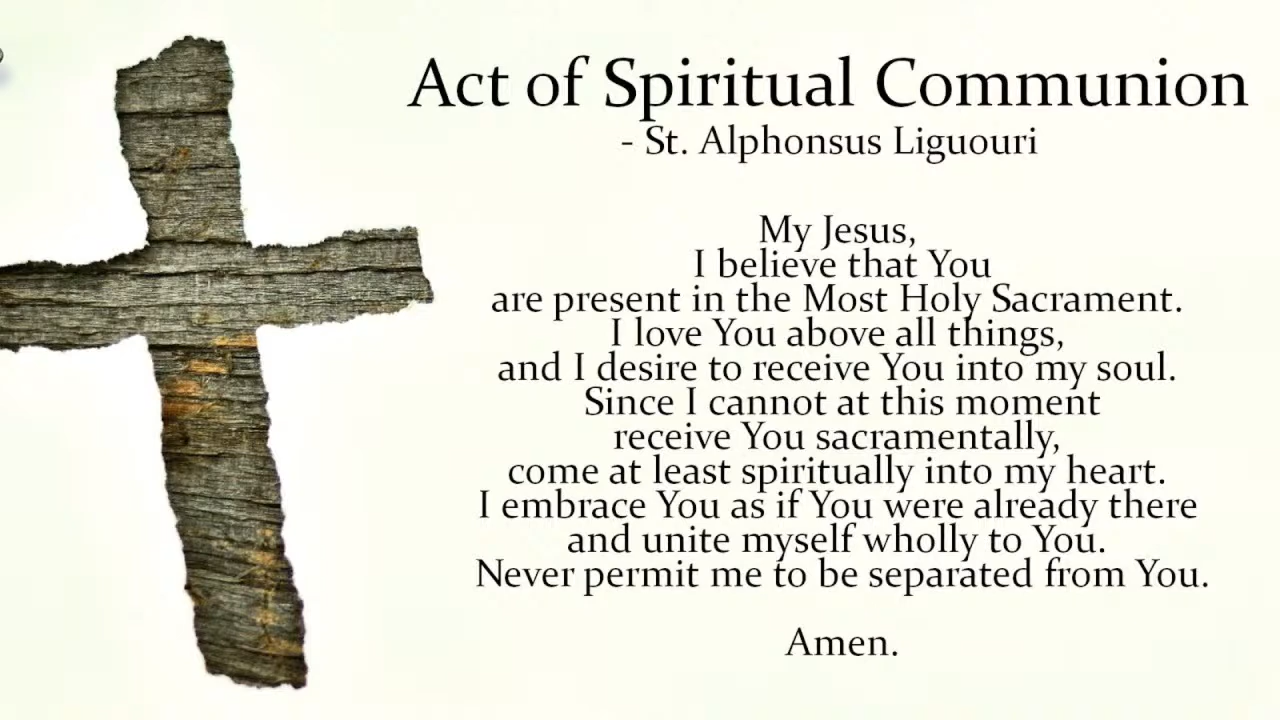 Act of Spiritual Communion
- St. Alphonsus Liguouri
My Jesus,
I believe that You
are present in the Most Holy Sacrament.
I love You above all things,
and I desire to receive You into my soul.
Since I cannot at this moment
receive You sacramentally,
come at least spiritually into my heart.
I embrace You as if You were already there
and unite myself wholly to You.
Never permit me to be separated from You.
Amen.